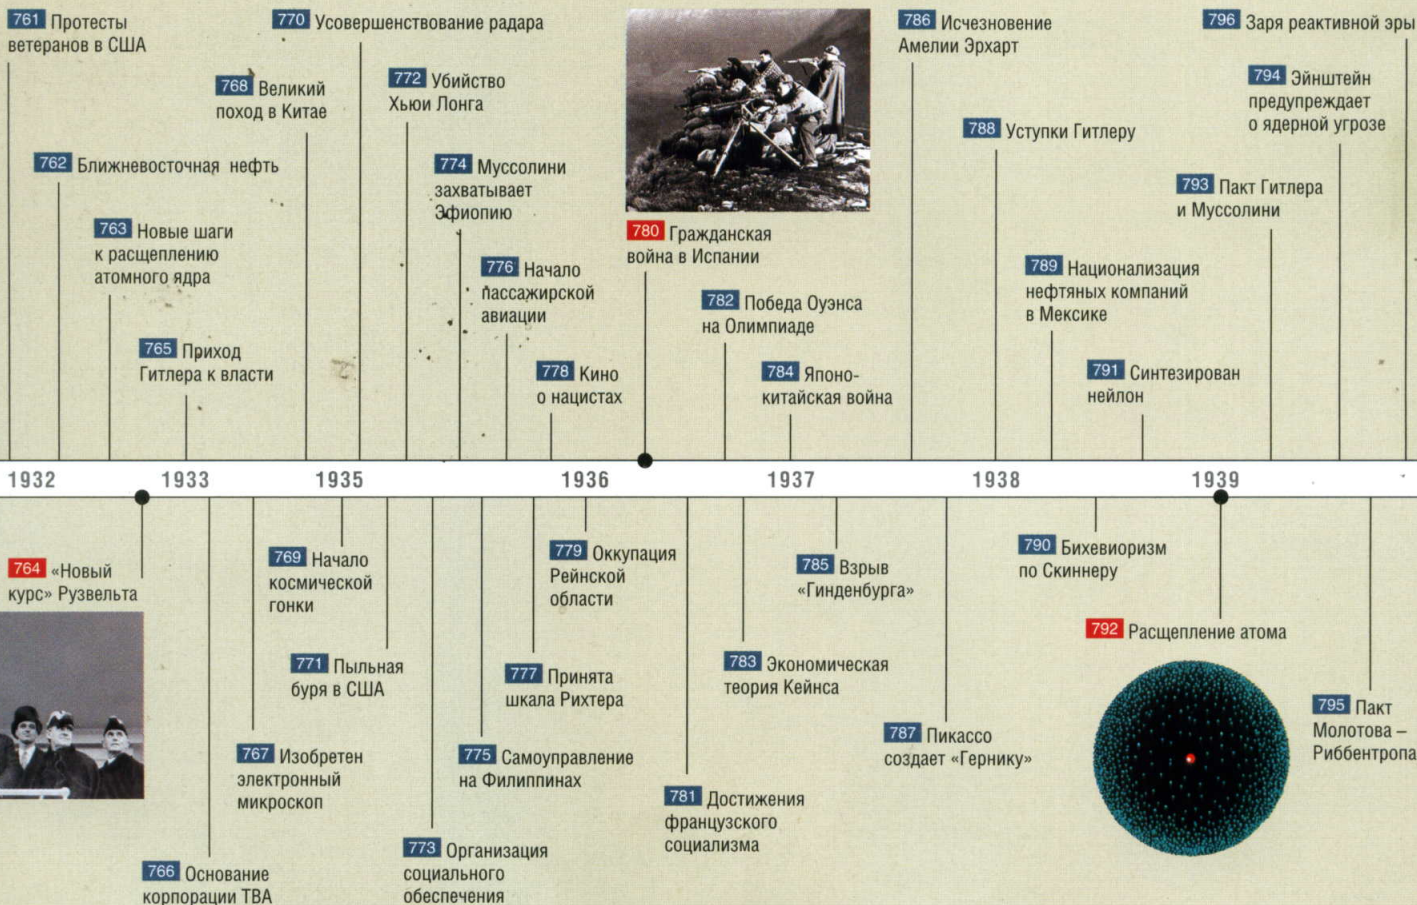 761 Протесты
ветеранов в США
770 Усовершенствование радара
768 Великий
поход в Китае
772 Убийство
Хьюи Лонга
762 Ближневосточная нефть
774 Муссолини
захватывает
Эфиопию
763 Новые шаги
к расщеплению
атомного ядра
776 Начало
пассажирской
авиации
765 Приход
Гитлера к власти
778 Кино
о нацистах
780 Гражданская
война в Испании
782 Победа Оуэнса
на Олимпиаде
784 Японо-
китайская война
786 Исчезновение
Амелии Эрхарт
788 Уступки Гитлеру
789 Национализация
нефтяных компаний
в Мексике
791 Синтезирован
нейлон
793 Пакт Гитлера
и Муссолини
794 Эйнштейн
предупреждает
о ядерной угрозе
796 Заря реактивной эры
1932 1933 1935 1936 1937 1938 1939
764 «Новый
курс» Рузвельта
769 Начало
космической
гонки
771 Пыльная
буря в США
767 Изобретен
электронный
микроскоп
766 Основание
корпорации TBA
773 Организация
социального
обеспечения
775 Самоуправление
на Филиппинах
777 Принята
шкала Рихтера
779 Оккупация
Рейнской
области
781 Достижения
французского
социализма
783 Экономическая
теория Кейнса
785 Взрыв
«Гинденбурга»
787 Пикассо
создает «Гернику»
790 Бихевиоризм
по Скиннеру
792 Расщепление атома
795 Пакт
Молотова –
Риббентропа